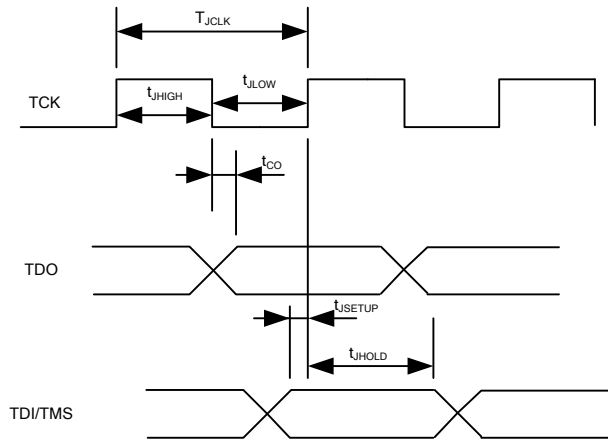 TJCLK
TCK
tJHIGH
tJLOW
tCO
TDO
tJSETUP
tJHOLD
TDI/TMS